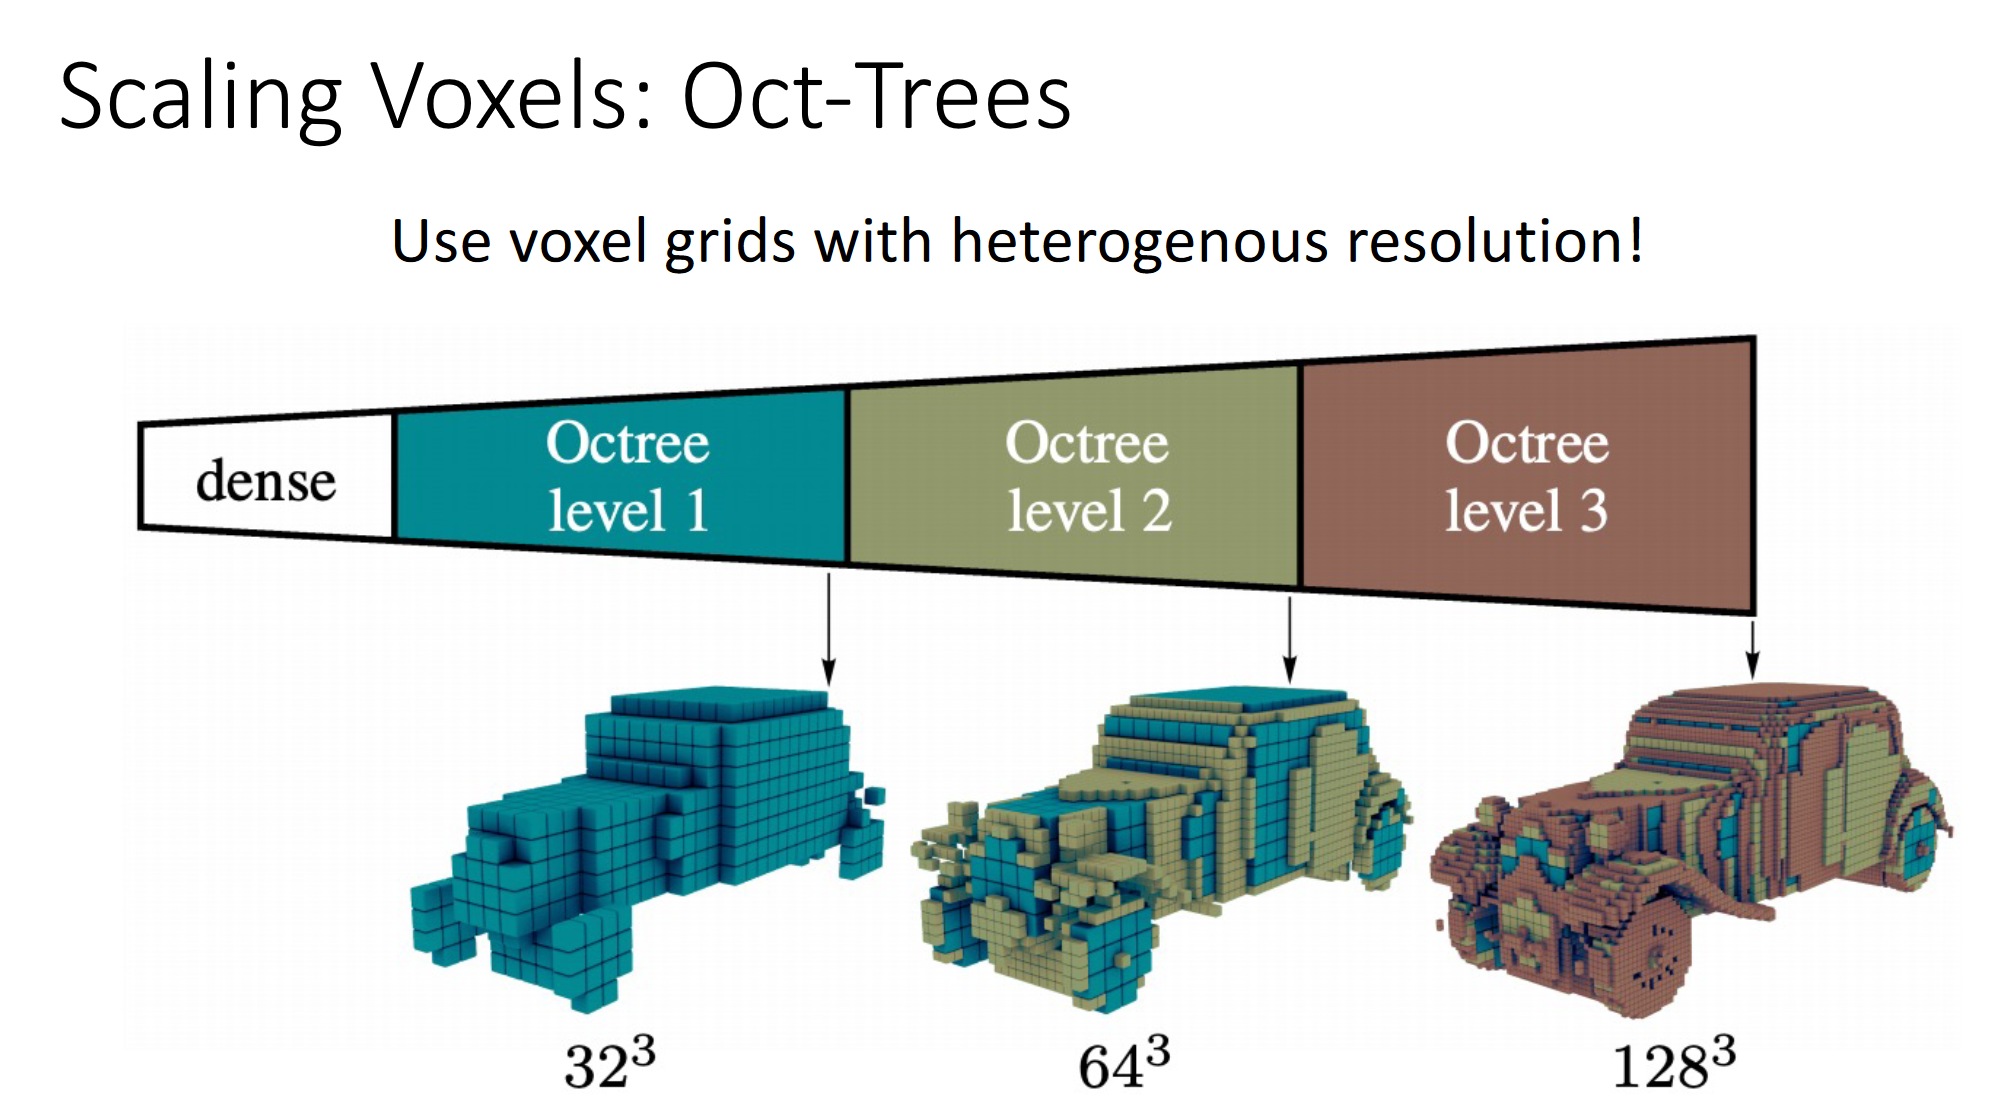 Scaling Voxels: Oct-Trees
Use voxel grids with heterogenous resolution!
dense
Octree
level 1
Octree
level 2
Octree
level 3
32³
64³
128³